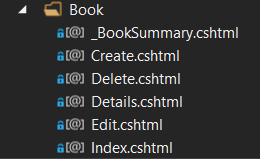 Book
[@] _BookSummary.cshtml
[@] Create.cshtml
[@] Delete.cshtml
[@] Details.cshtml
[@] Edit.cshtml
[@] Index.cshtml